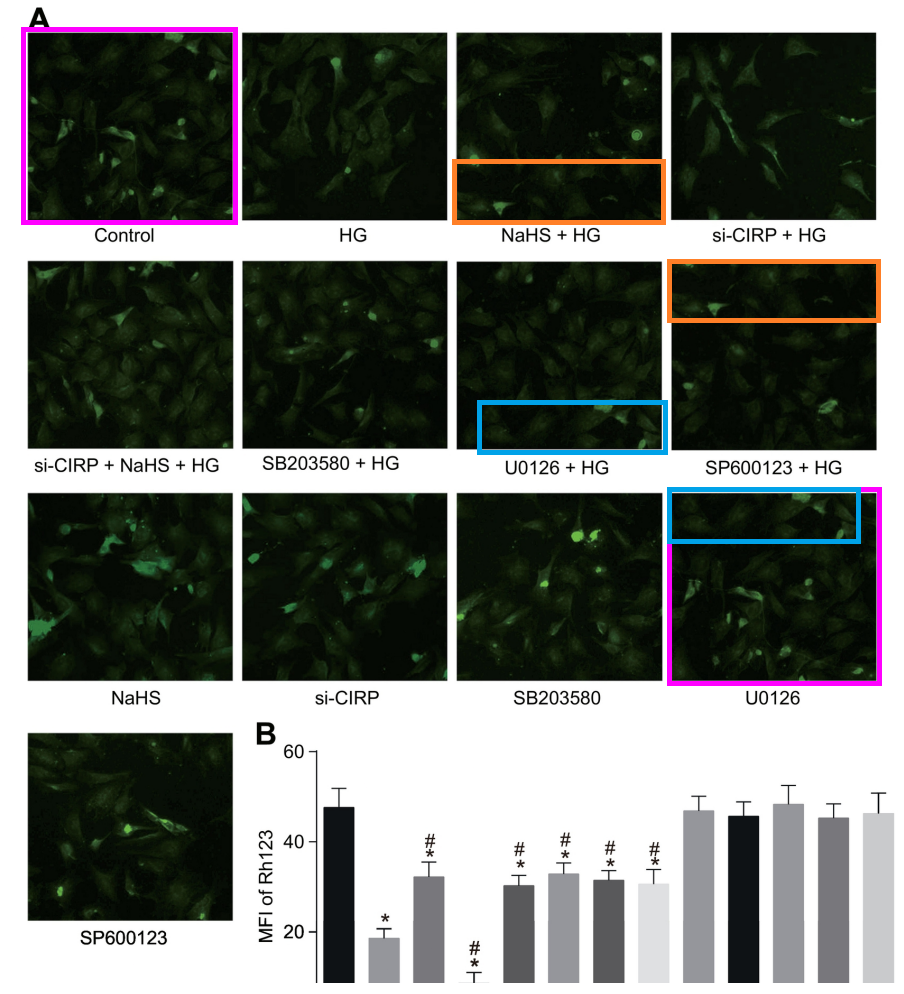 A
Control
HG
NaHS + HG
si-CIRP + HG
si-CIRP + NaHS + HG
SB203580 + HG
U0126 + HG
SP600123 + HG
NaHS
si-CIRP
SB203580
U0126
SP600123
B
60
40
20
MFI of Rh123
*
#
*
#
*
#
*
#
*
#
*
#
*